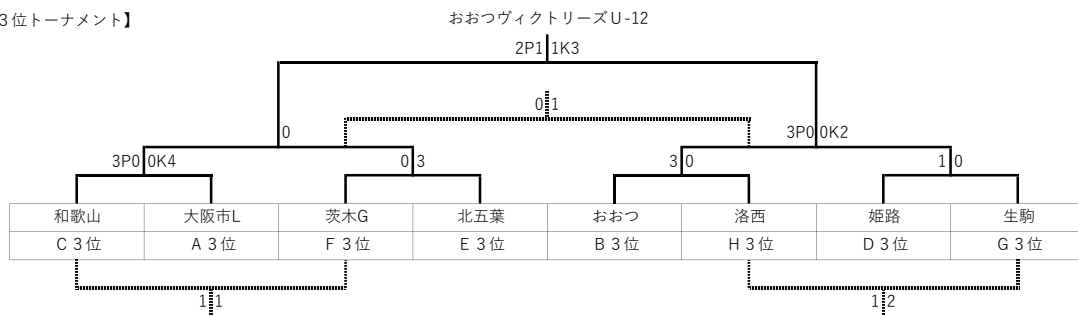 ３位トーナメント】
おおつヴィクトリーズＵ-12
2P1 1K3
0 1
0 3P0 0K2
3P0 0K4 0 3 3 0 1 0
和歌山 大阪市L 茨木G 北五葉 おおつ 洛西 姫路 生駒
Ｃ３位 Ａ３位 Ｆ３位 Ｅ３位 Ｂ３位 Ｈ３位 Ｄ３位 Ｇ３位
1 1 1 2